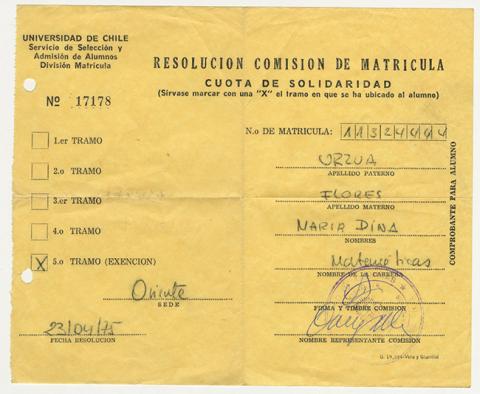 UNIVERSIDAD DE CHILE
Servicio de Selección y
Admisión de Alumnos
División Matrícula
Nº 17178
RESOLUCION COMISION DE MATRICULA
CUOTA DE SOLIDARIDAD
(Sírvase marcar con una "X" el tramo en que se ha ubicado al alumno)
N.o DE MATRICULA: 11324444
1.er TRAMO
2.o TRAMO
3.er TRAMO
4.o TRAMO
X 5.o TRAMO (EXENCION)
URZUA
APELLIDO PATERNO
FLORES
APELLIDO MATERNO
MARIA DINA
NOMBRES
Matemáticas
NOMBRE DE LA CARRERA
FIRMA Y TIMBRE COMISION
NOMBRE REPRESENTANTE COMISION
Oriente
SEDE
23/04/75
FECHA RESOLUCION
COMPROBANTE PARA ALUMNO